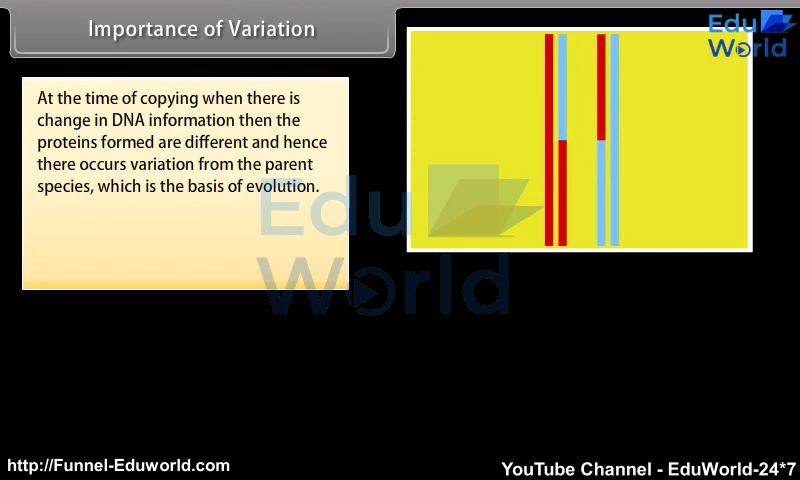 Importance of Variation
Edu
World
At the time of copying when there is
change in DNA information then the
proteins formed are different and hence
there occurs variation from the parent
species, which is the basis of evolution.
Edu
World
http://Funnel-Eduworld.com
YouTube Channel - EduWorld-24*7